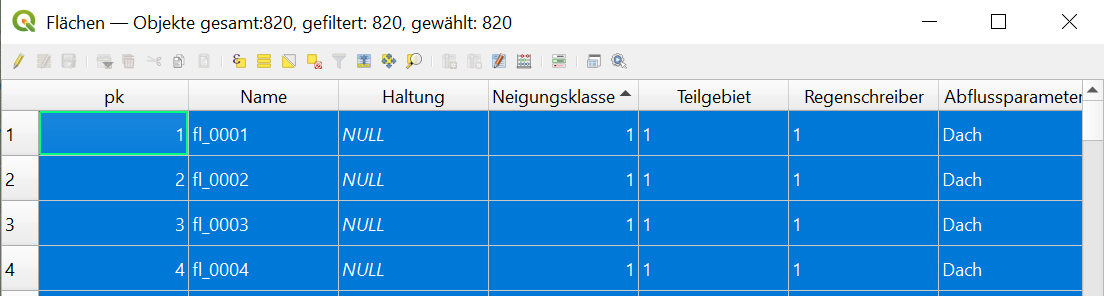 Flächen — Objekte gesamt:820, gefiltert: 820, gewählt: 820
pk Name Haltung Neigungsklasse Teilgebiet Regenschreiber Abflussparameter
1 1 fl_0001 NULL 1 1 1 Dach
2 2 fl_0002 NULL 1 1 1 Dach
3 3 fl_0003 NULL 1 1 1 Dach
4 4 fl_0004 NULL 1 1 1 Dach